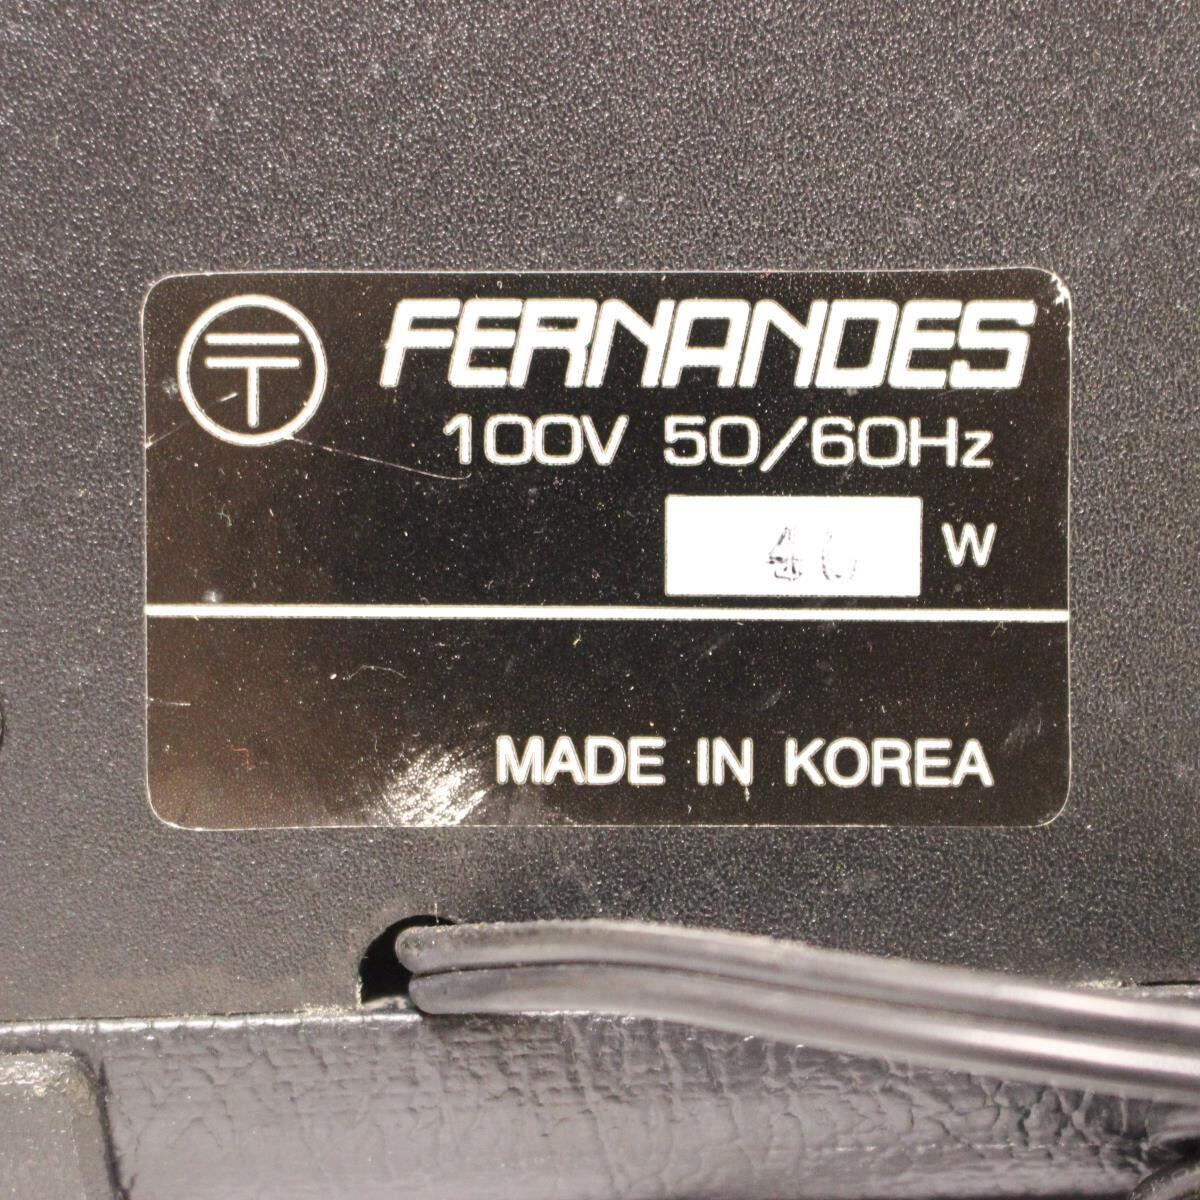 FERNANDES
100V 50/60Hz
40 W
MADE IN KOREA